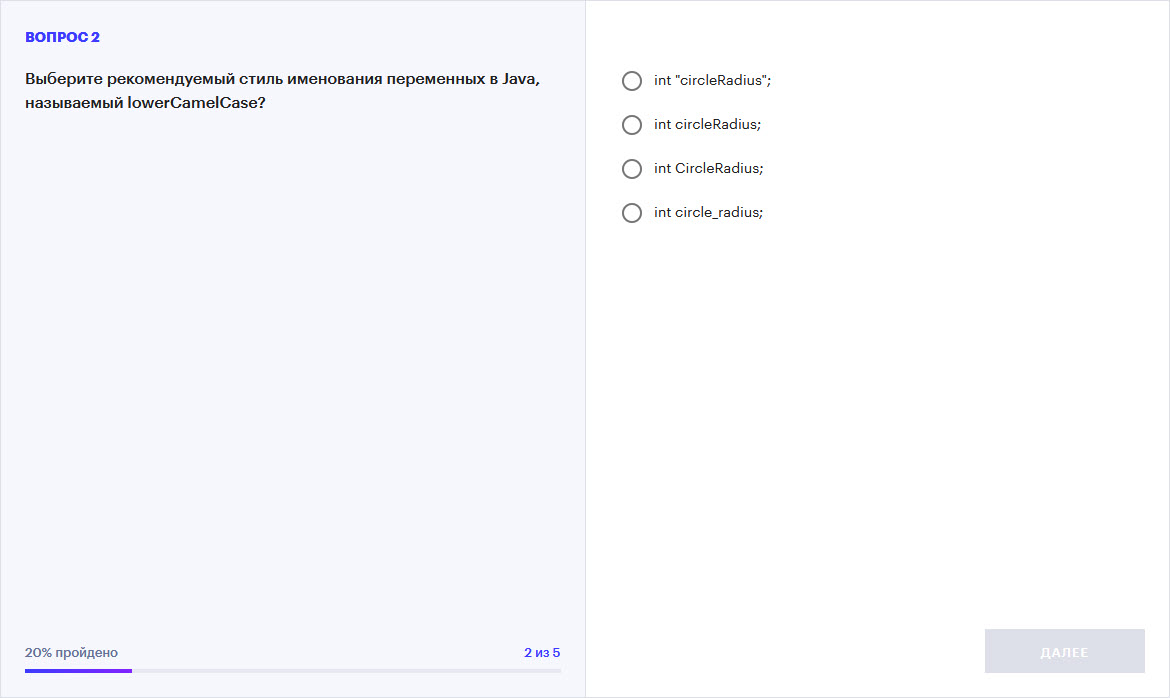 ВОПРОС 2
Выберите рекомендуемый стиль именования переменных в Java,
называемый lowerCamelCase?
int "circleRadius";
int circleRadius;
int CircleRadius;
int circle_radius;
20% пройдено
2 из 5
ДАЛЕЕ